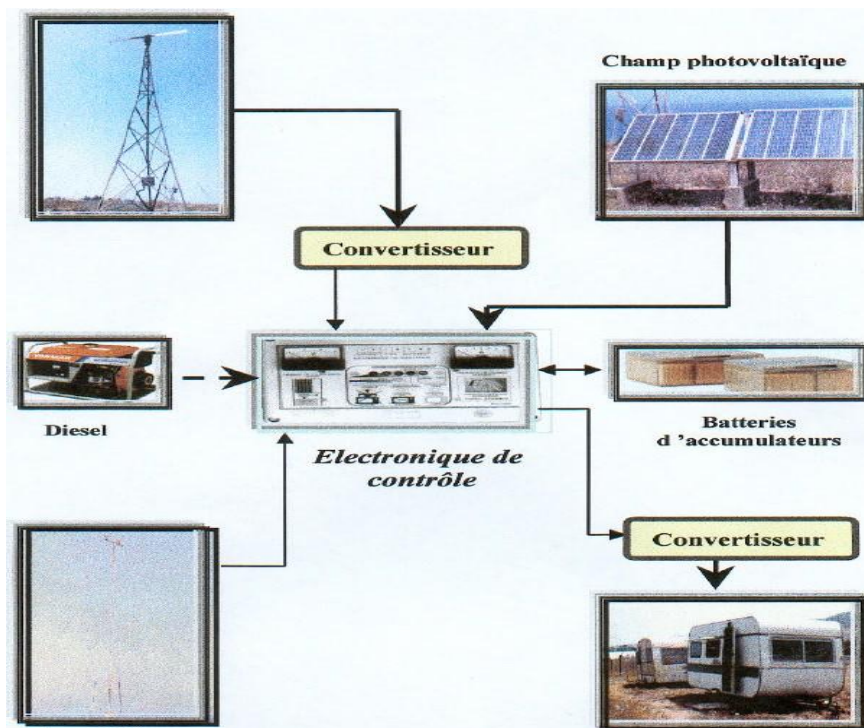 Champ photovoltaïque
Convertisseur
Diesel
Batteries
d 'accumulateurs
Electronique de
contrôle
Convertisseur